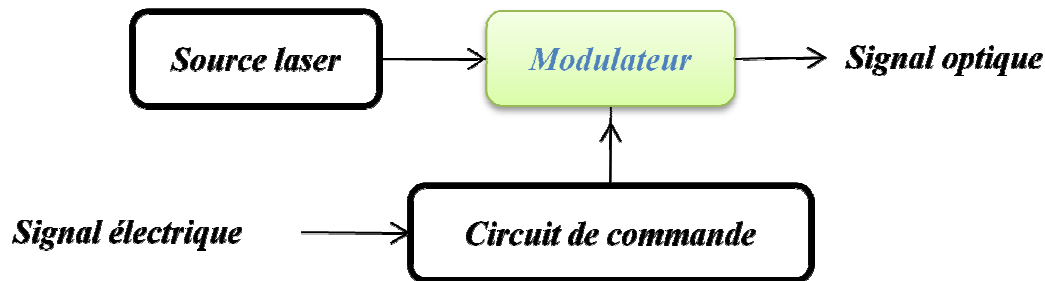 Source laser
Modulateur
Signal optique
Signal électrique
Circuit de commande